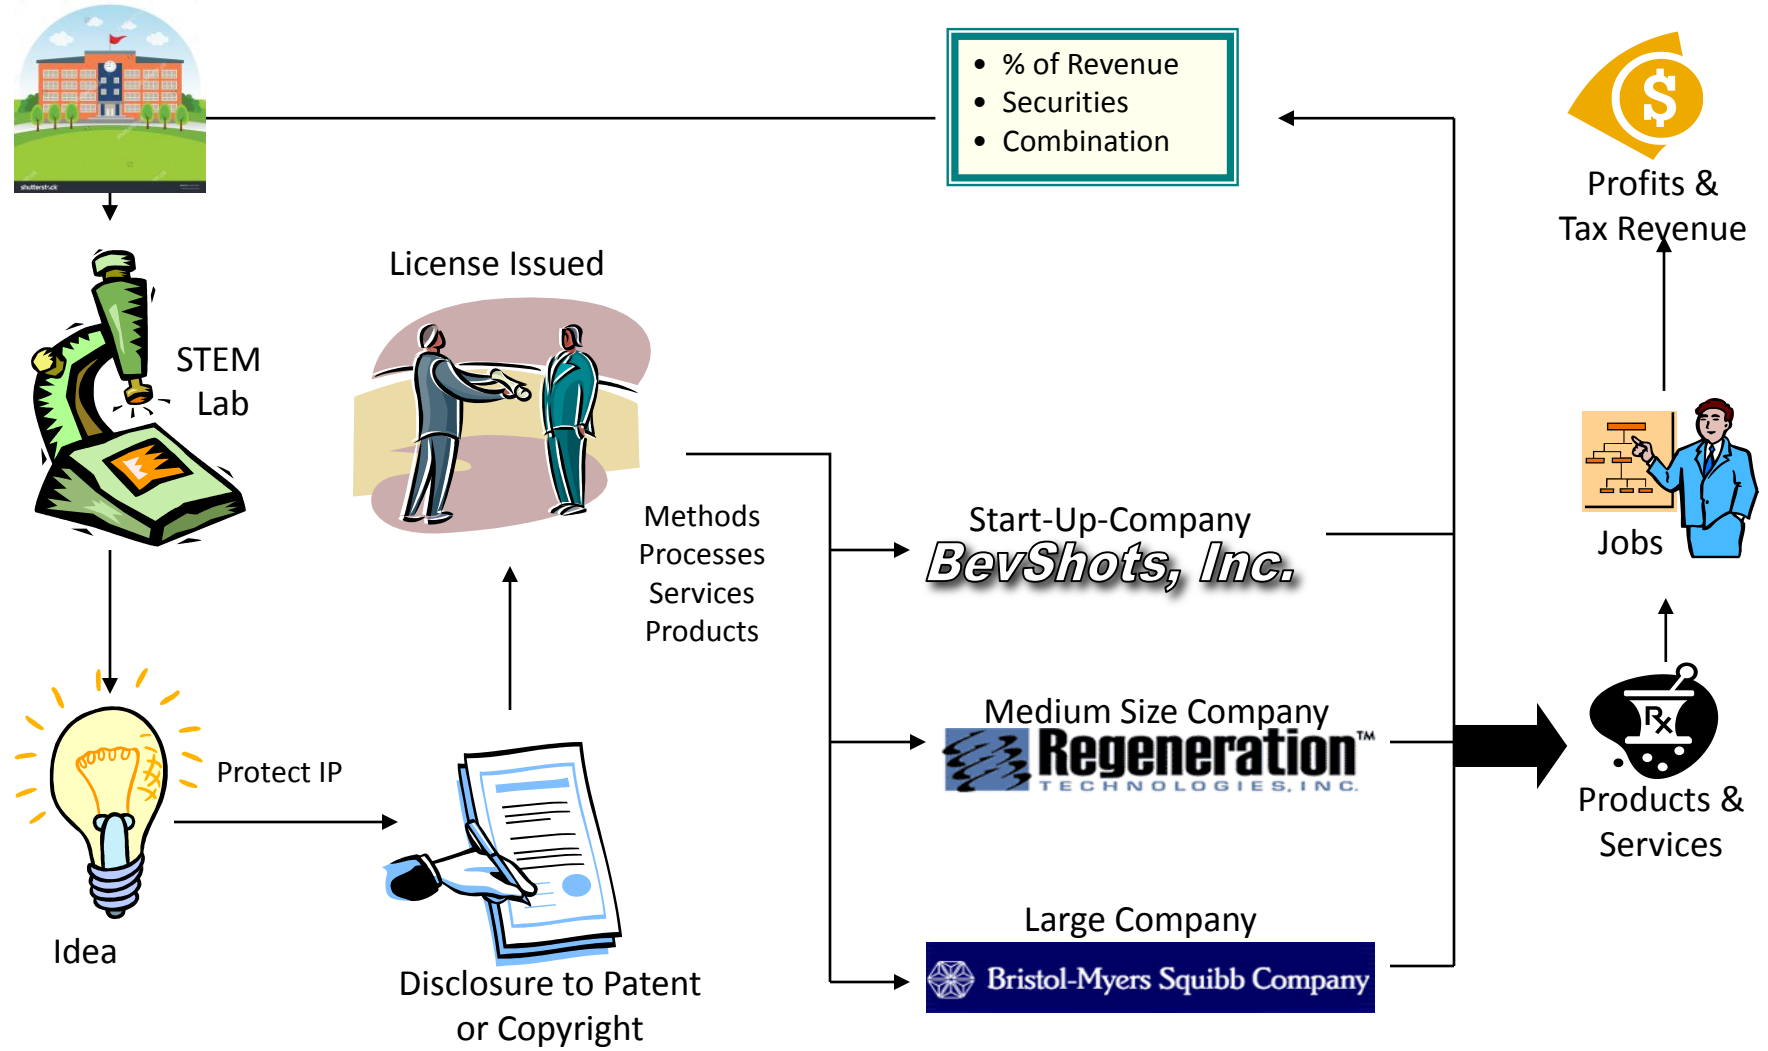 • % of Revenue
• Securities
• Combination
$
Profits &
Tax Revenue
shutterstock
License Issued
STEM
Lab
Methods
Processes
Services
Products
Start-Up-Company
BevShots, Inc.
Jobs
Medium Size Company
Regeneration™
TECHNOLOGIES, INC.
Rx
Products &
Services
Protect IP
Idea
Large Company
Bristol-Myers Squibb Company
Disclosure to Patent
or Copyright